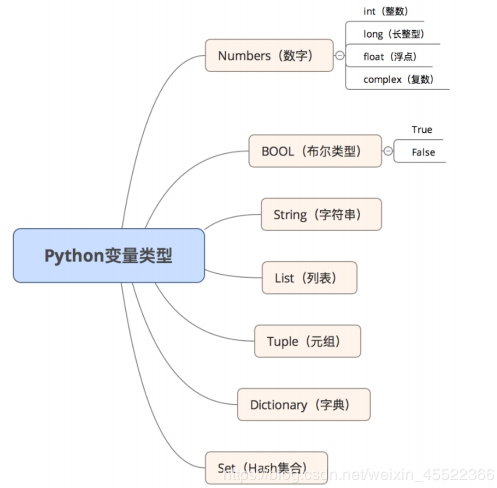 int（整数）
long（长整型）
Numbers（数字）
float（浮点）
complex（复数）
True
BOOL（布尔类型）
False
String（字符串）
Python变量类型
List（列表）
Tuple（元组）
Dictionary（字典）
Set（Hash集合）
https://blog.csdn.net/weixin_45522366